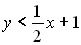 y < 1/2 x + 1